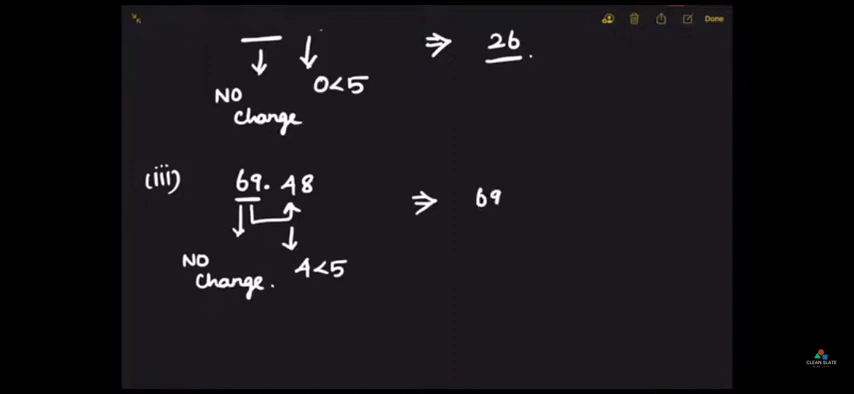 Done
⇒ 26.
0<5
NO
change
(iii) 69.48 ⇒ 69
NO
change.
4<5
CLEAN SLATE